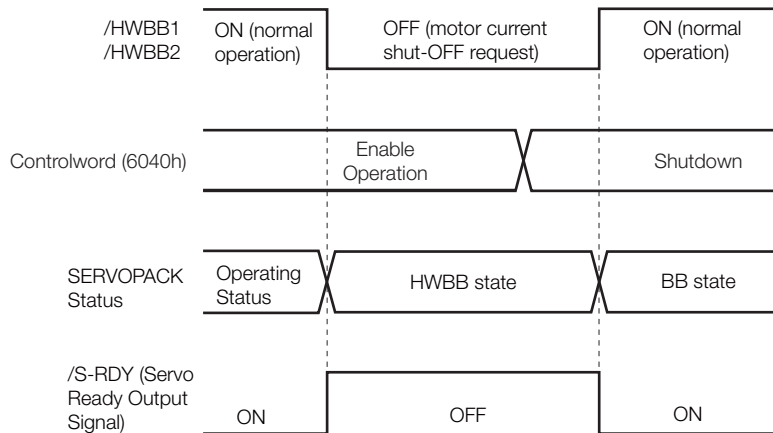 /HWBB1
/HWBB2
ON (normal
operation)
OFF (motor current
shut-OFF request)
ON (normal
operation)
Controlword (6040h)
Enable
Operation
Shutdown
SERVOPACK
Status
Operating
Status
HWBB state
BB state
/S-RDY (Servo
Ready Output
Signal)
ON
OFF
ON